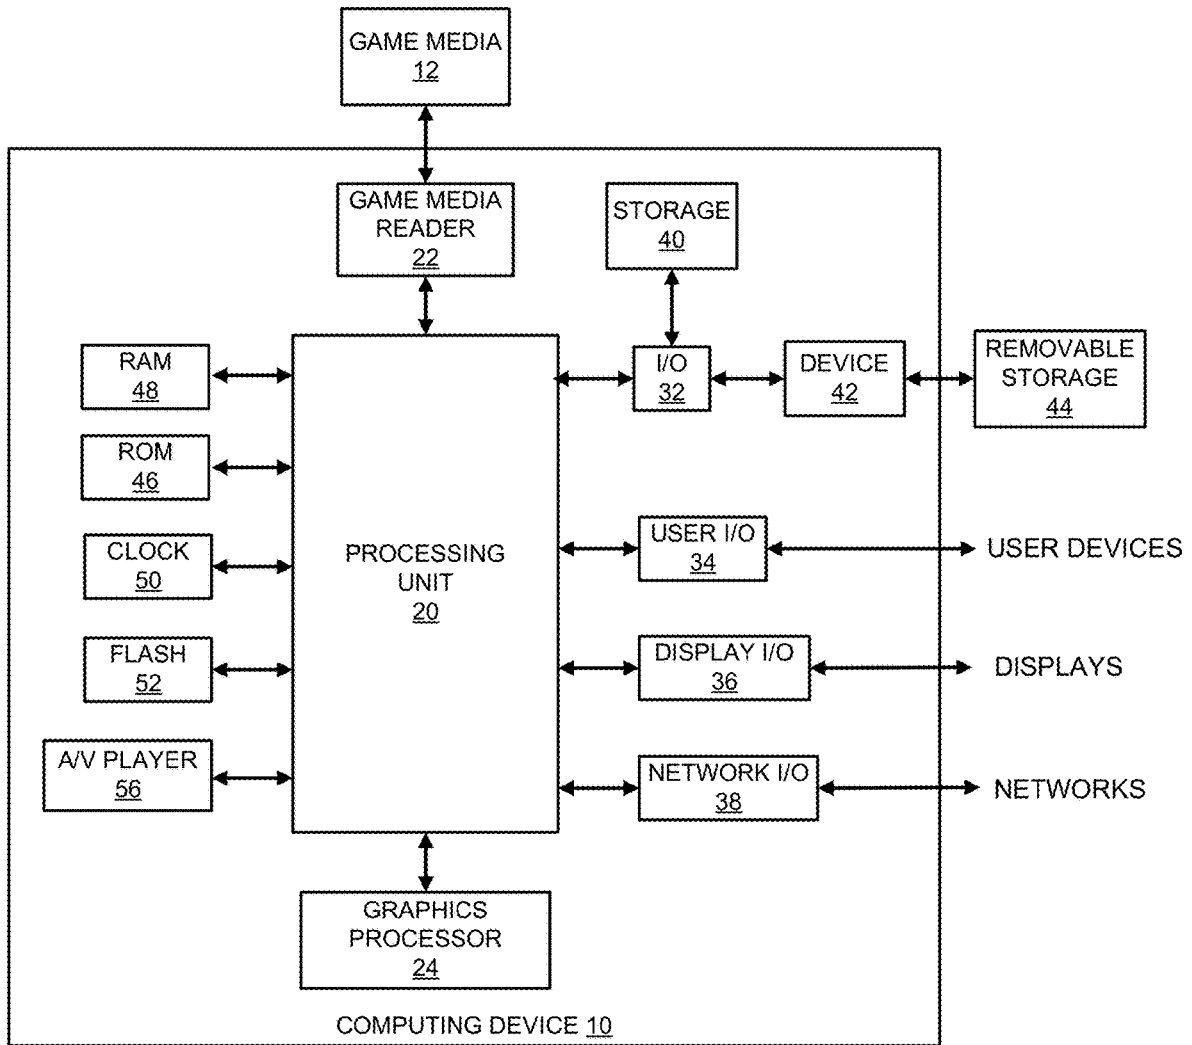 GAME MEDIA
12
GAME MEDIA
READER
22
STORAGE
40
RAM
48
I/O
32
DEVICE
42
REMOVABLE
STORAGE
44
ROM
46
CLOCK
50
PROCESSING
UNIT
20
USER I/O
34
USER DEVICES
FLASH
52
DISPLAY I/O
36
DISPLAYS
A/V PLAYER
56
NETWORK I/O
38
NETWORKS
GRAPHICS
PROCESSOR
24
COMPUTING DEVICE 10